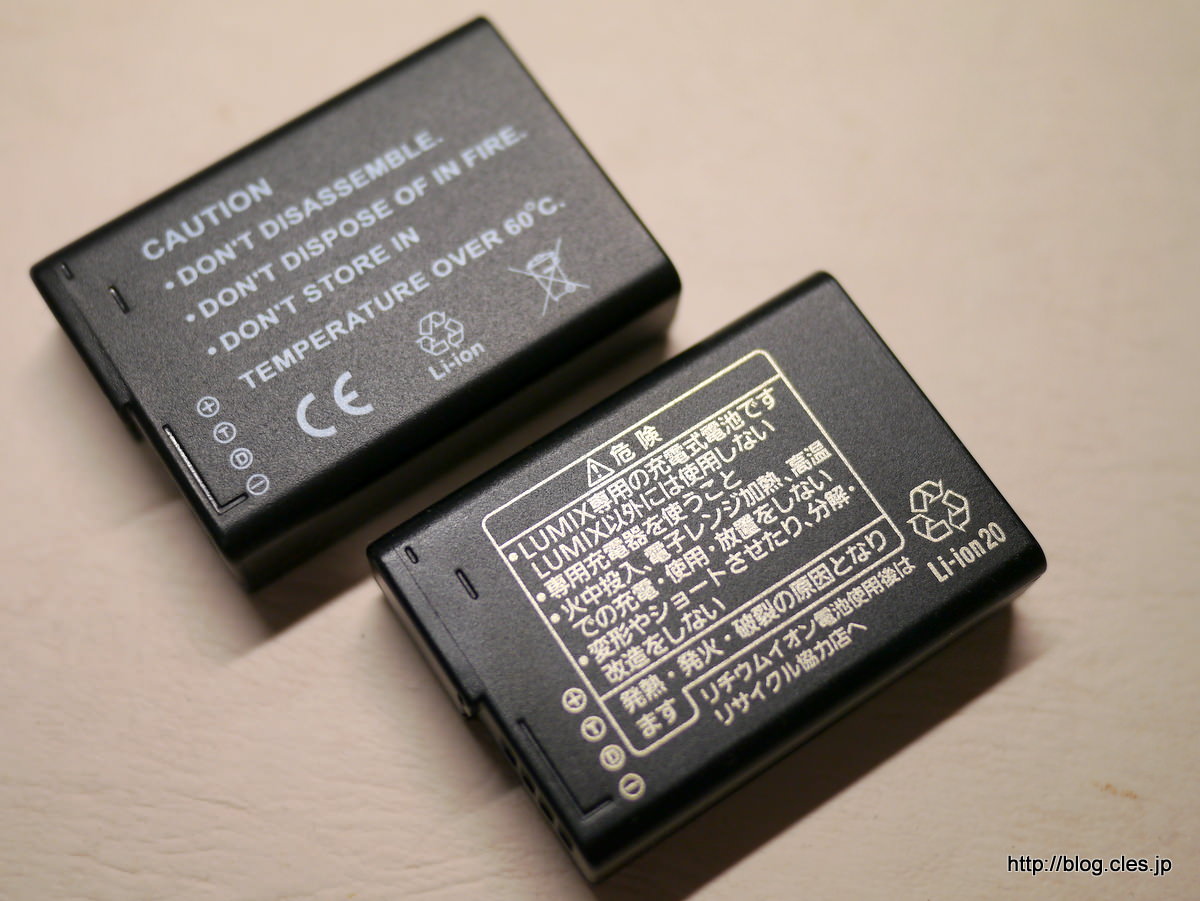 CAUTION
•DON'T DISASSEMBLE.
•DON'T DISPOSE OF IN FIRE.
•DON'T STORE IN
TEMPERATURE OVER 60°C.
Li-ion
CE
⊕
Ⓣ
Ⓓ
⊖
⚠危険
•LUMIX専用の充電式電池です
LUMIX以外には使用しない
•専用充電器を使うこと
•火中投入、電子レンジ加熱、高温
での充電・使用・放置をしない
•変形やショートさせたり、分解・
改造をしない
発熱・発火・破裂の原因となり
ます
リチウムイオン電池使用後は
リサイクル協力店へ
Li-ion20
⊕
Ⓣ
Ⓓ
⊖
http://blog.cles.jp